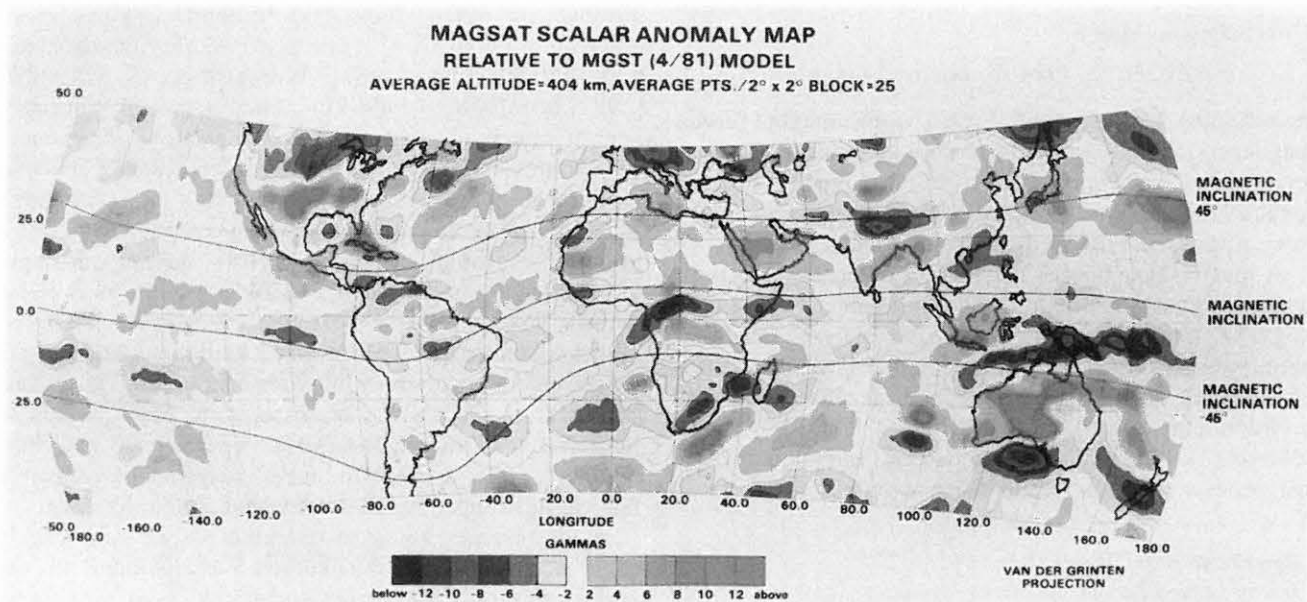 MAGSAT SCALAR ANOMALY MAP
RELATIVE TO MGST (4/81) MODEL
AVERAGE ALTITUDE=404 km, AVERAGE PTS./2° x 2° BLOCK=25
50.0
25.0
0.0
25.0
-50.0
-180.0
-160.0
-140.0
-120.0
-100.0
-80.0
-60.0
-40.0
-20.0
0.0
20.0
40.0
60.0
80.0
100.0
120.0
140.0
160.0
180.0
MAGNETIC
INCLINATION
45°
MAGNETIC
INCLINATION
MAGNETIC
INCLINATION
-45°
LONGITUDE
GAMMAS
below -12 -10 -8 -6 -4 -2 2 4 6 8 10 12 above
VAN DER GRINTEN
PROJECTION